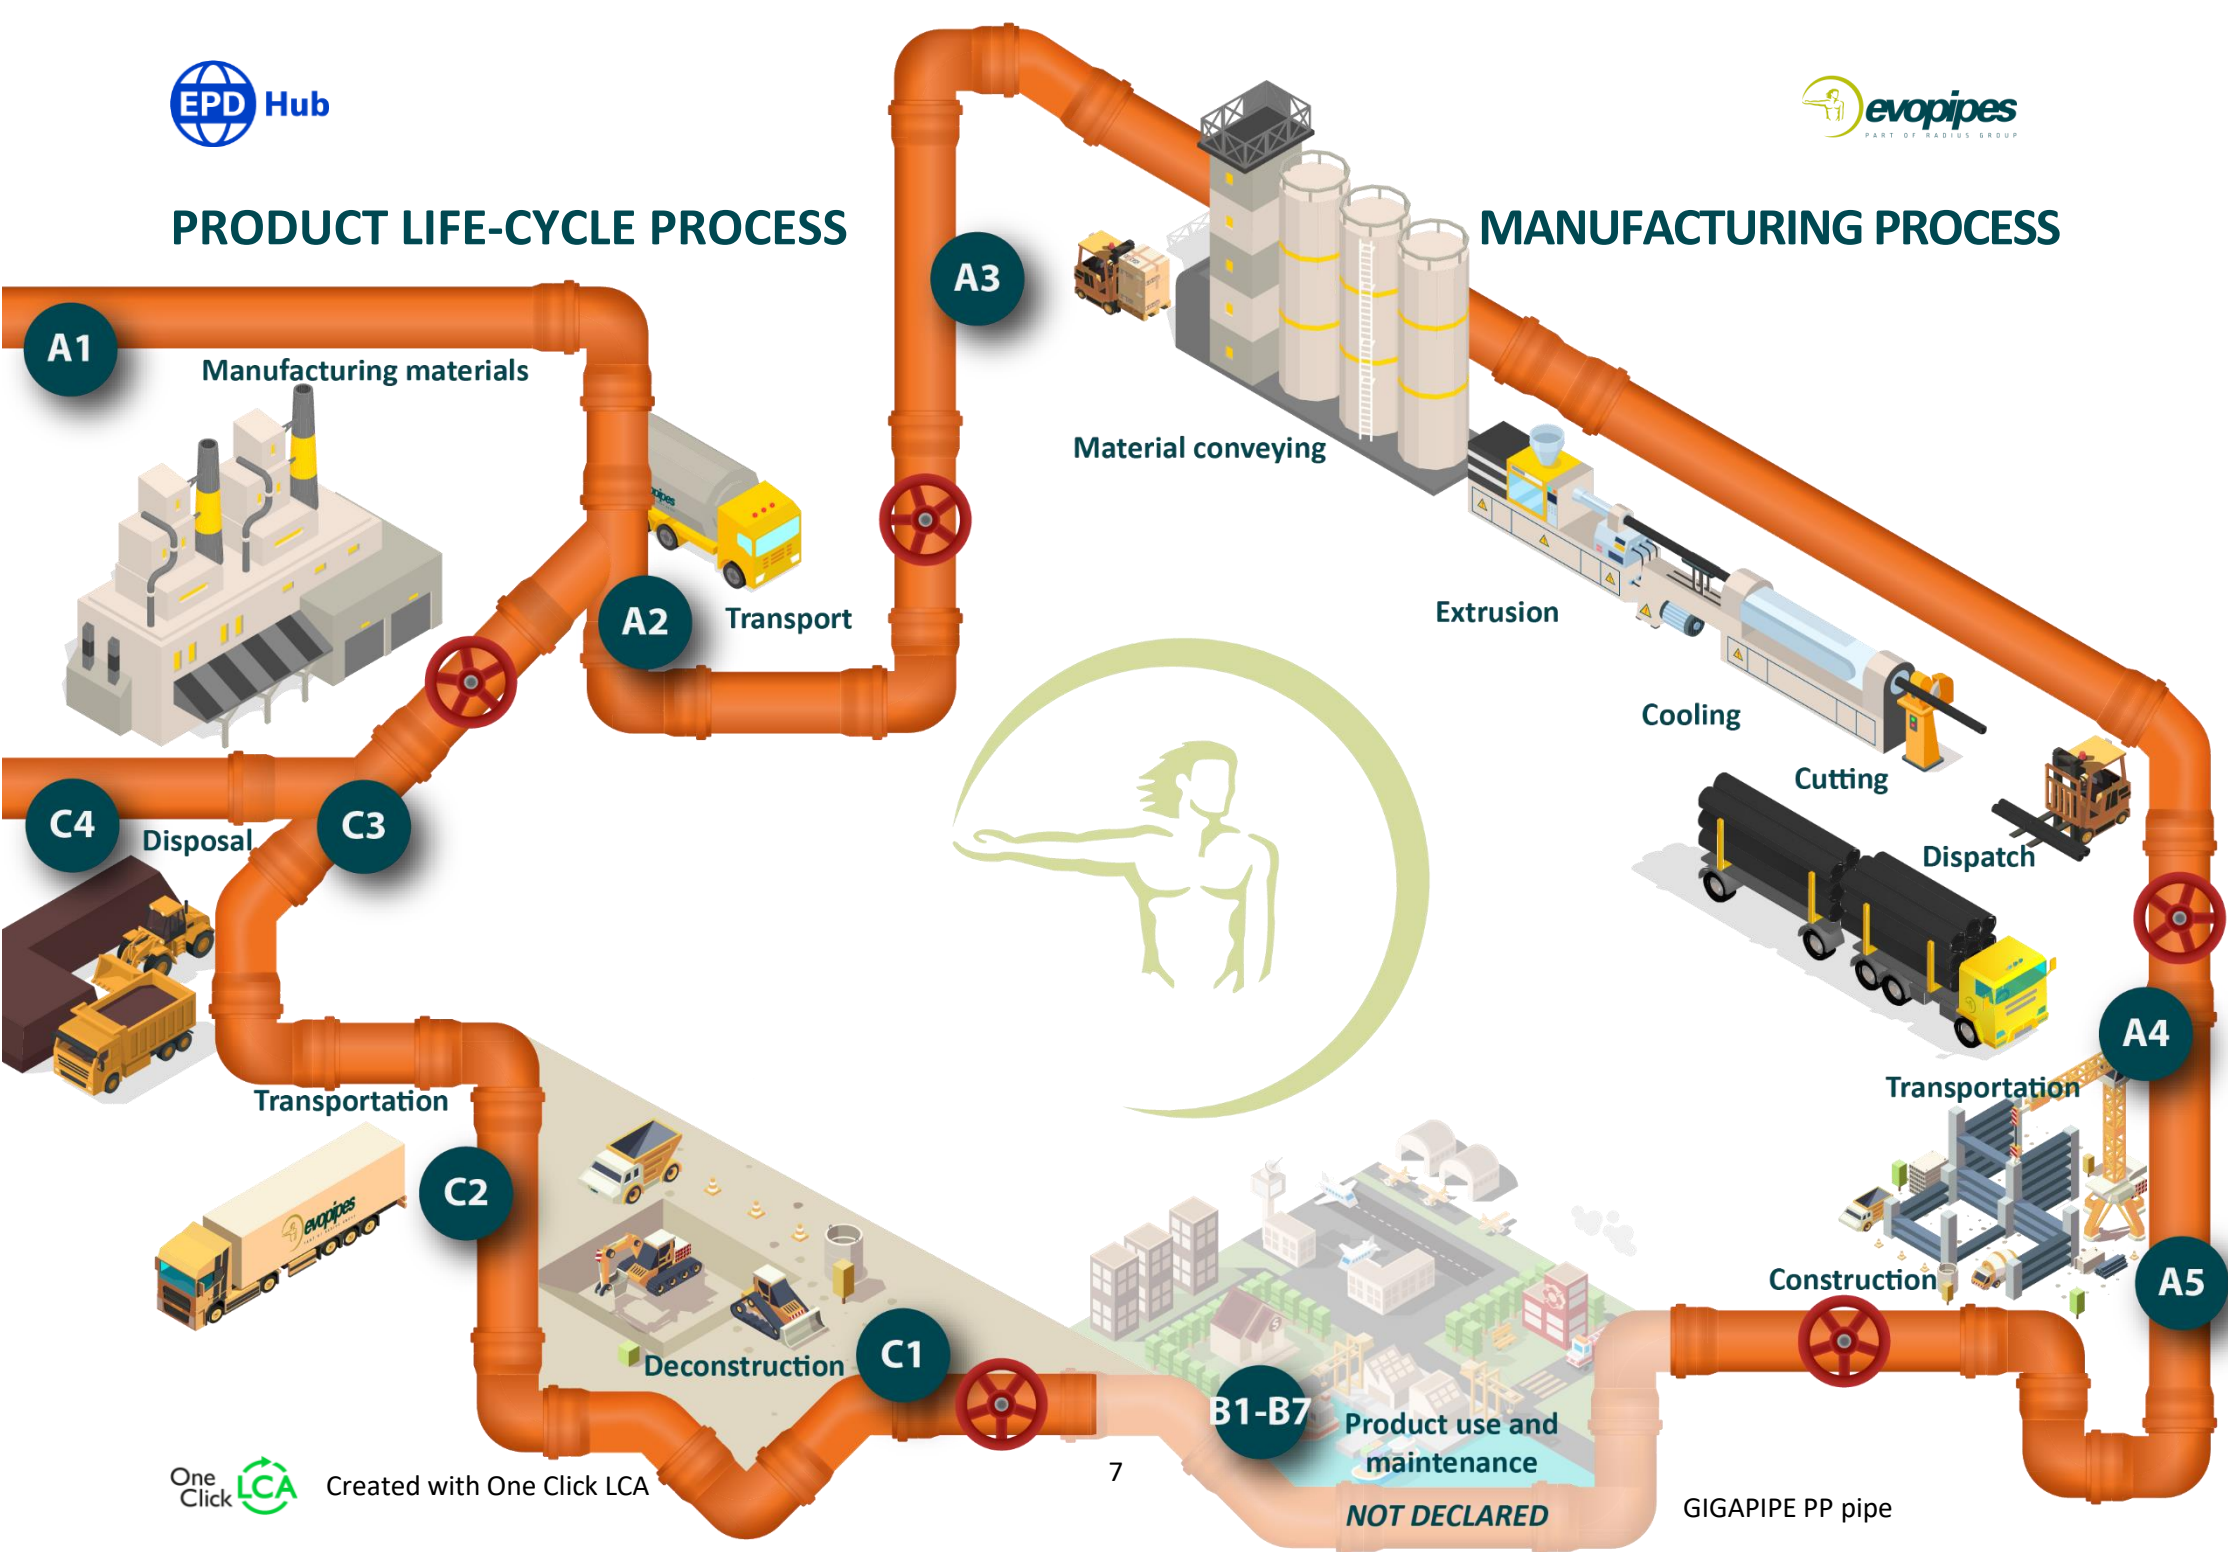 EPD Hub
evopipes
PART OF RADIUS GROUP
PRODUCT LIFE-CYCLE PROCESS
MANUFACTURING PROCESS
A1
Manufacturing materials
A2
Transport
A3
Material conveying
Extrusion
Cooling
Cutting
Dispatch
A4
Transportation
A5
Construction
B1-B7
Product use and
maintenance
NOT DECLARED
C1
Deconstruction
C2
Transportation
evopipes
C3
C4
Disposal
One
Click LCA
Created with One Click LCA
7
GIGAPIPE PP pipe